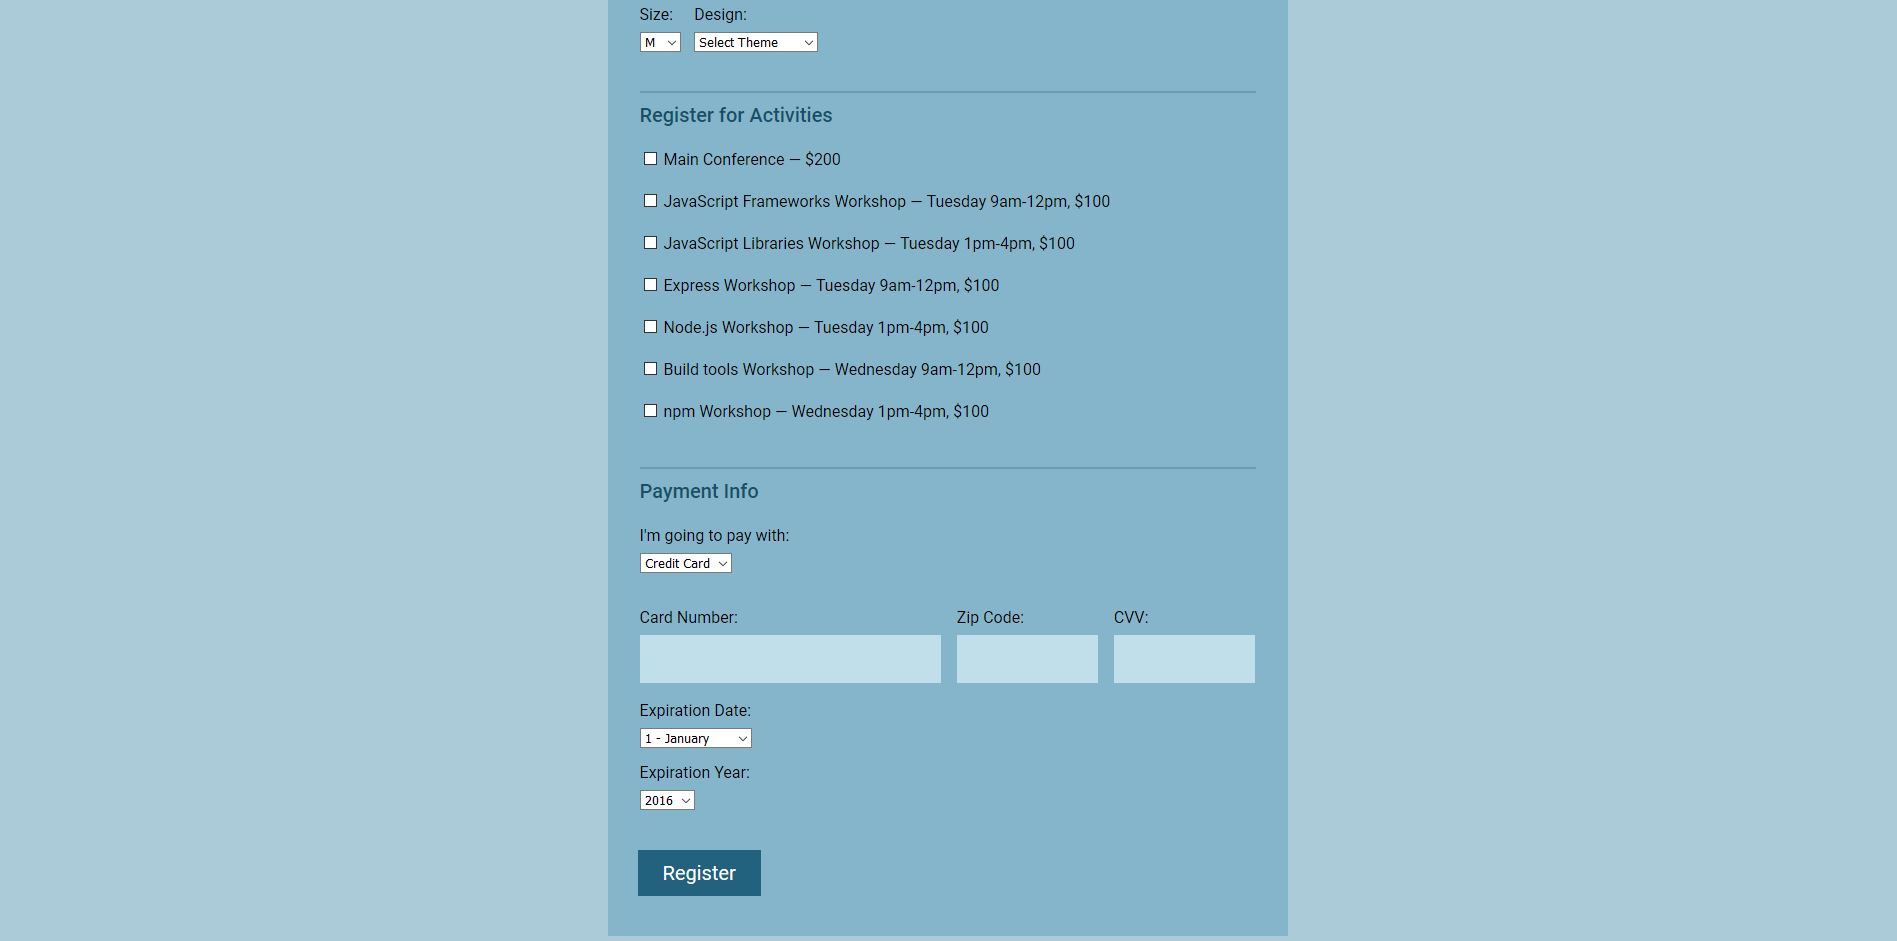 Size: Design:
M Select Theme
Register for Activities
Main Conference — $200
JavaScript Frameworks Workshop — Tuesday 9am-12pm, $100
JavaScript Libraries Workshop — Tuesday 1pm-4pm, $100
Express Workshop — Tuesday 9am-12pm, $100
Node.js Workshop — Tuesday 1pm-4pm, $100
Build tools Workshop — Wednesday 9am-12pm, $100
npm Workshop — Wednesday 1pm-4pm, $100
Payment Info
I'm going to pay with:
Credit Card
Card Number: Zip Code: CVV:
Expiration Date:
1 - January
Expiration Year:
2016
Register